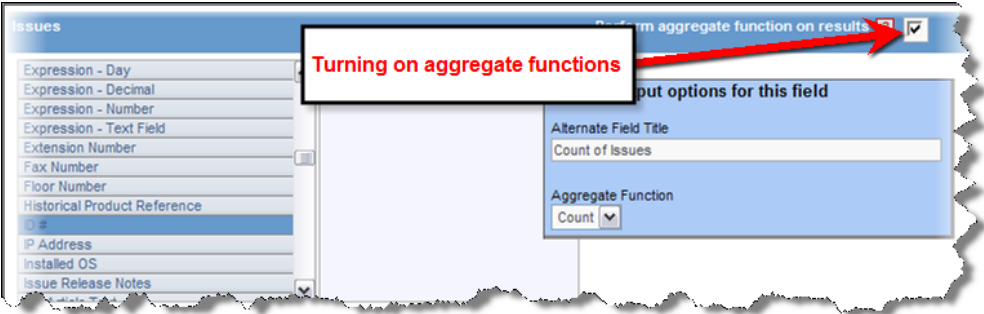 Issues
rm aggregate function on results
Turning on aggregate functions
Expression - Day
Expression - Decimal
Expression - Number
Expression - Text Field
Extension Number
Fax Number
Floor Number
Historical Product Reference
ID #
IP Address
Installed OS
Issue Release Notes
put options for this field
Alternate Field Title
Count of Issues
Aggregate Function
Count